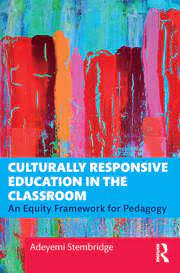 CULTURALLY RESPONSIVE
EDUCATION IN THE
CLASSROOM
An Equity Framework for Pedagogy
Adeyemi Stembridge
R